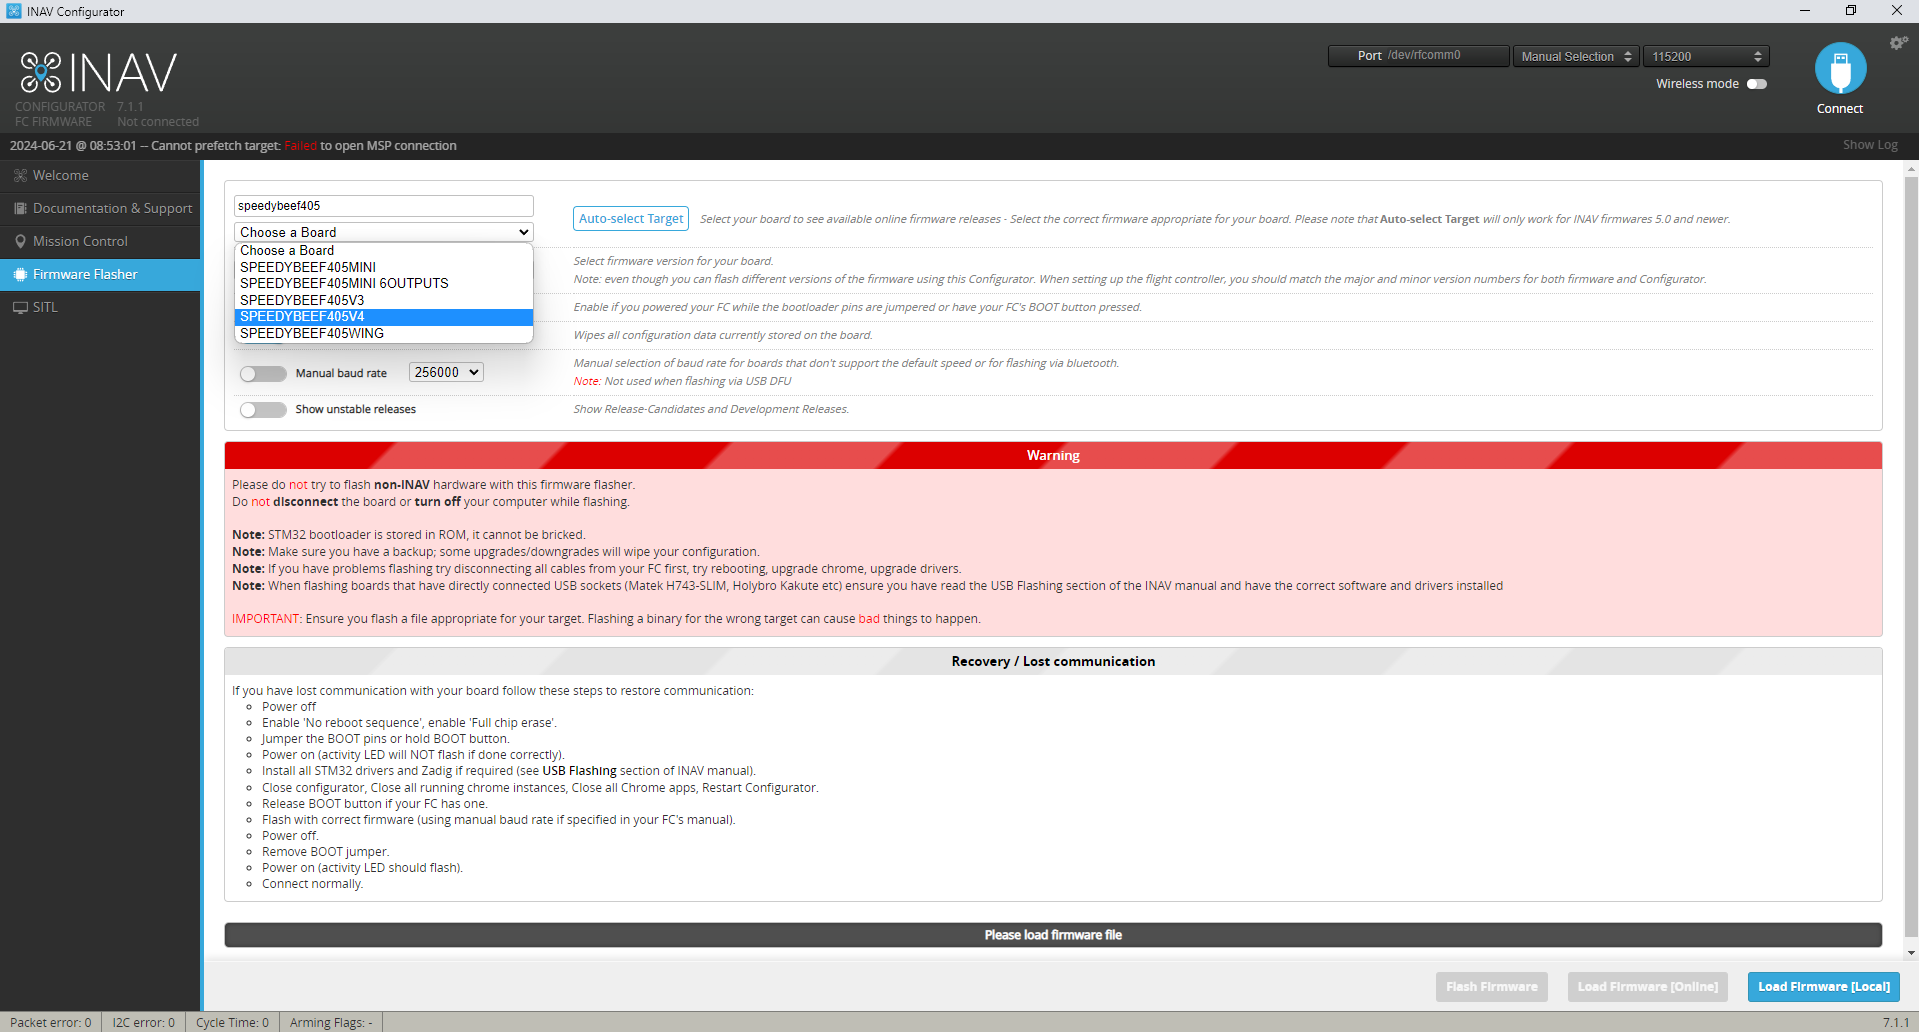 INAV Configurator
INAV
CONFIGURATOR 7.1.1
FC FIRMWARE Not connected
Port /dev/rfcomm0
Manual Selection
115200
Wireless mode
Connect
2024-06-21 @ 08:53:01 -- Cannot prefetch target: Failed to open MSP connection
Show Log
Welcome
Documentation & Support
Mission Control
Firmware Flasher
SITL
speedybeef405
Choose a Board
Choose a Board
SPEEDYBEEF405MINI
SPEEDYBEEF405MINI 6OUTPUTS
SPEEDYBEEF405V3
SPEEDYBEEF405V4
SPEEDYBEEF405WING
Auto-select Target
Select your board to see available online firmware releases - Select the correct firmware appropriate for your board. Please note that Auto-select Target will only work for INAV firmwares 5.0 and newer.
Select firmware version for your board.
Note: even though you can flash different versions of the firmware using this Configurator. When setting up the flight controller, you should match the major and minor version numbers for both firmware and Configurator.
Enable if you powered your FC while the bootloader pins are jumpered or have your FC's BOOT button pressed.
Wipes all configuration data currently stored on the board.
Manual baud rate
256000
Manual selection of baud rate for boards that don't support the default speed or for flashing via bluetooth.
Note: Not used when flashing via USB DFU
Show unstable releases
Show Release-Candidates and Development Releases.
Warning
Please do not try to flash non-INAV hardware with this firmware flasher.
Do not disconnect the board or turn off your computer while flashing.
Note: STM32 bootloader is stored in ROM, it cannot be bricked.
Note: Make sure you have a backup; some upgrades/downgrades will wipe your configuration.
Note: If you have problems flashing try disconnecting all cables from your FC first, try rebooting, upgrade chrome, upgrade drivers.
Note: When flashing boards that have directly connected USB sockets (Matek H743-SLIM, Holybro Kakute etc) ensure you have read the USB Flashing section of the INAV manual and have the correct software and drivers installed
IMPORTANT: Ensure you flash a file appropriate for your target. Flashing a binary for the wrong target can cause bad things to happen.
Recovery / Lost communication
If you have lost communication with your board follow these steps to restore communication:
Power off
Enable 'No reboot sequence', enable 'Full chip erase'.
Jumper the BOOT pins or hold BOOT button.
Power on (activity LED will NOT flash if done correctly).
Install all STM32 drivers and Zadig if required (see USB Flashing section of INAV manual).
Close configurator, Close all running chrome instances, Close all Chrome apps, Restart Configurator.
Release BOOT button if your FC has one.
Flash with correct firmware (using manual baud rate if specified in your FC's manual).
Power off.
Remove BOOT jumper.
Power on (activity LED should flash).
Connect normally.
Please load firmware file
Flash Firmware
Load Firmware [Online]
Load Firmware [Local]
Packet error: 0
I2C error: 0
Cycle Time: 0
Arming Flags: -
7.1.1